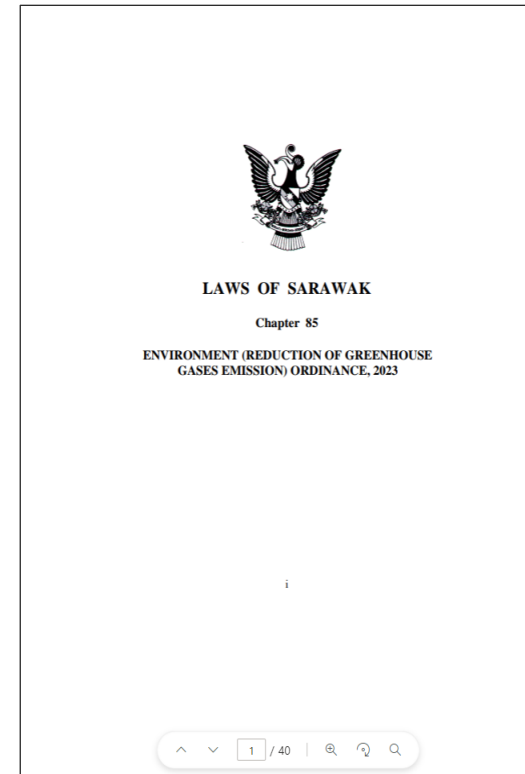 LAWS OF SARAWAK
Chapter 85
ENVIRONMENT (REDUCTION OF GREENHOUSE
GASES EMISSION) ORDINANCE, 2023
i
1 / 40